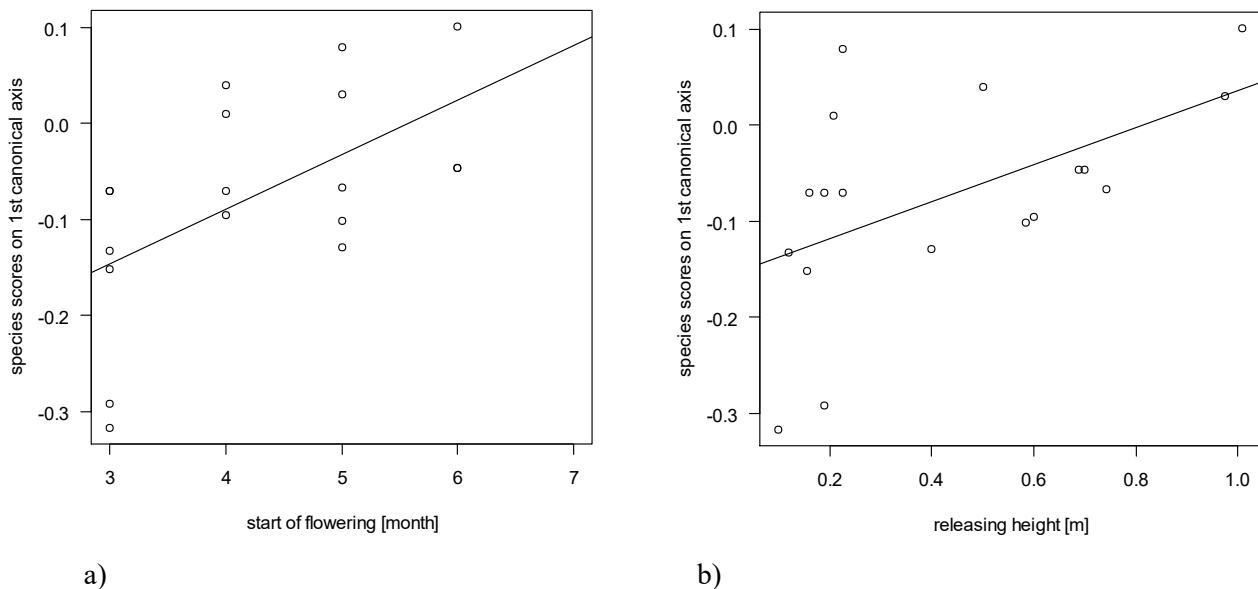 0.1
0.0
-0.1
-0.2
-0.3
species scores on 1st canonical axis
3 4 5 6 7
start of flowering [month]
a)
0.1
0.0
-0.1
-0.2
-0.3
species scores on 1st canonical axis
0.2 0.4 0.6 0.8 1.0
releasing height [m]
b)